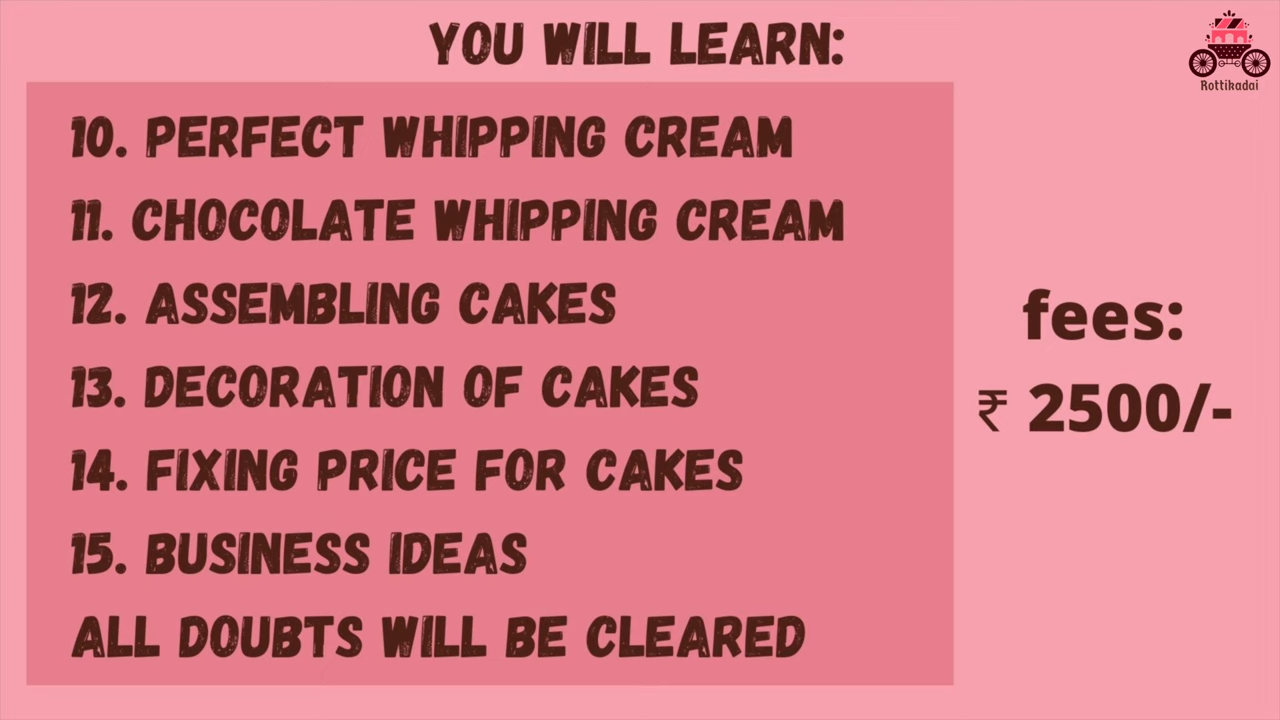 YOU WILL LEARN:
Rottikadai
10. PERFECT WHIPPING CREAM
11. CHOCOLATE WHIPPING CREAM
12. ASSEMBLING CAKES
13. DECORATION OF CAKES
14. FIXING PRICE FOR CAKES
15. BUSINESS IDEAS
ALL DOUBTS WILL BE CLEARED
fees:
₹ 2500/-